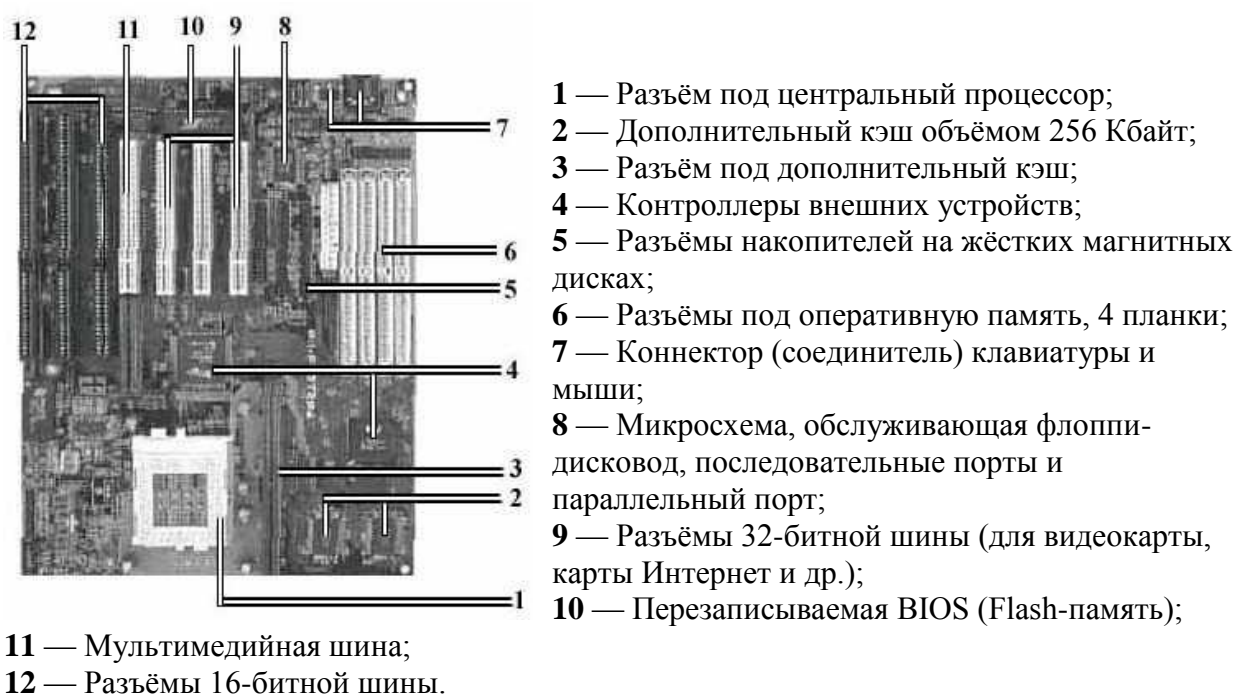 12 11 10 9 8
7
6
5
4
3
2
1
1 — Разъём под центральный процессор;
2 — Дополнительный кэш объёмом 256 Кбайт;
3 — Разъём под дополнительный кэш;
4 — Контроллеры внешних устройств;
5 — Разъёмы накопителей на жёстких магнитных
дисках;
6 — Разъёмы под оперативную память, 4 планки;
7 — Коннектор (соединитель) клавиатуры и
мыши;
8 — Микросхема, обслуживающая флоппи-
дисковод, последовательные порты и
параллельный порт;
9 — Разъёмы 32-битной шины (для видеокарты,
карты Интернет и др.);
10 — Перезаписываемая BIOS (Flash-память);
11 — Мультимедийная шина;
12 — Разъёмы 16-битной шины.